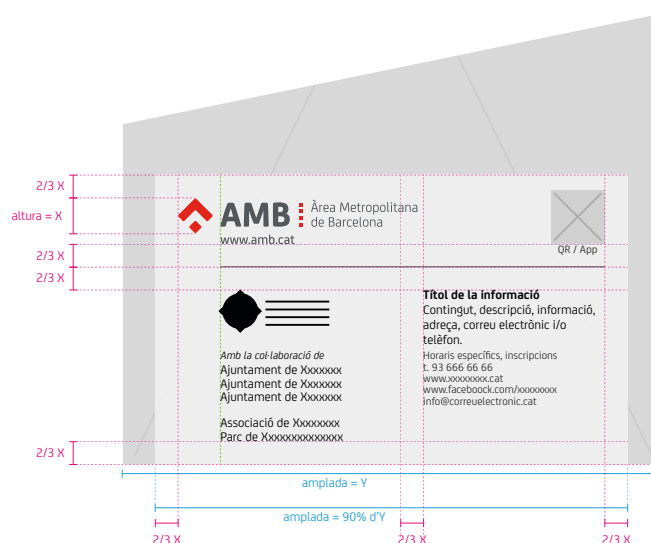 2/3 X
altura = X
2/3 X
2/3 X
AMB
Àrea Metropolitana
de Barcelona
www.amb.cat
QR / App
Amb la col·laboració de
Ajuntament de Xxxxxxx
Ajuntament de Xxxxxxx
Ajuntament de Xxxxxxx
Associació de Xxxxxxx
Parc de Xxxxxxxxxxxxx
Títol de la informació
Contingut, descripció, informació,
adreça, correu electrònic i/o
telèfon.
Horaris específics, inscripcions
t. 93 666 66 66
www.xxxxxxxx.cat
www.faceboock.com/xxxxxxxx
info@correuelectronic.cat
2/3 X
amplada = Y
amplada = 90% d'Y
2/3 X
2/3 X
2/3 X